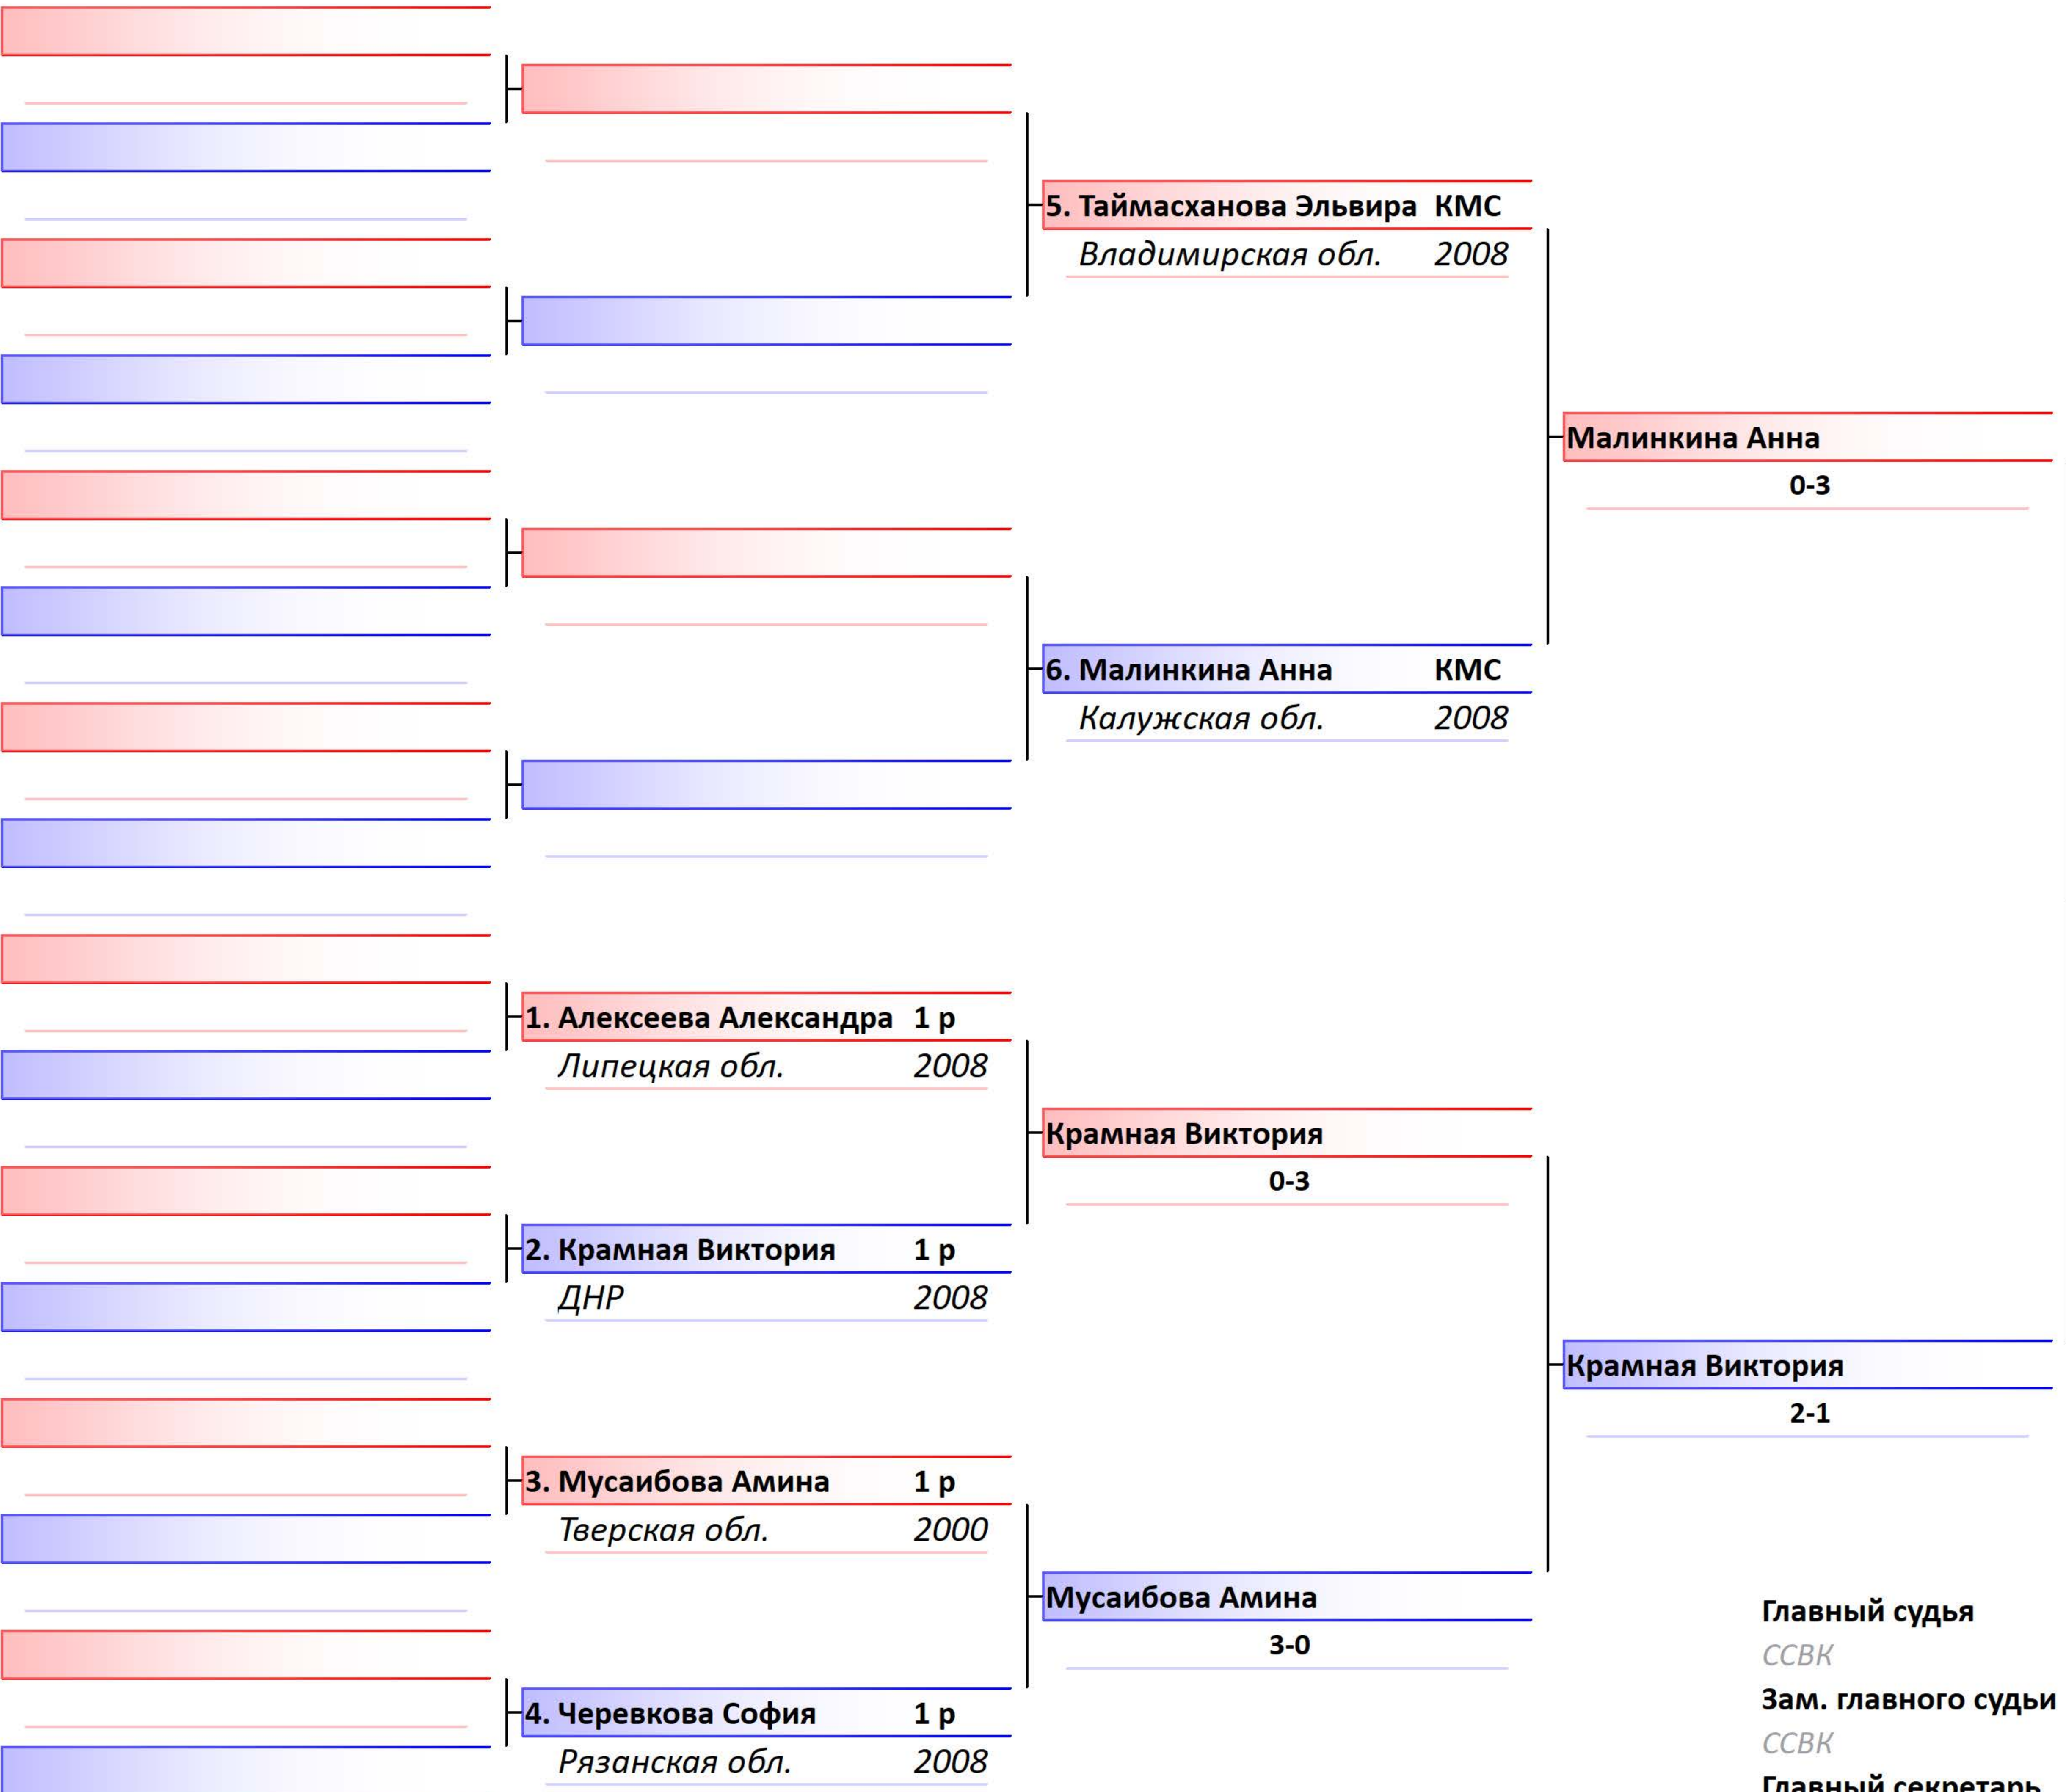 5. Таймасханова Эльвира КМС
Владимирская обл. 2008
Малинкина Анна
0-3
6. Малинкина Анна КМС
Калужская обл. 2008
1. Алексеева Александра 1 р
Липецкая обл. 2008
Крамная Виктория
0-3
2. Крамная Виктория 1 р
ДНР 2008
Крамная Виктория
2-1
3. Мусаибова Амина 1 р
Тверская обл. 2000
Мусаибова Амина
3-0
4. Черевкова София 1 р
Рязанская обл. 2008
Главный судья
ССВК
Зам. главного судьи
ССВК
Главный секретарь